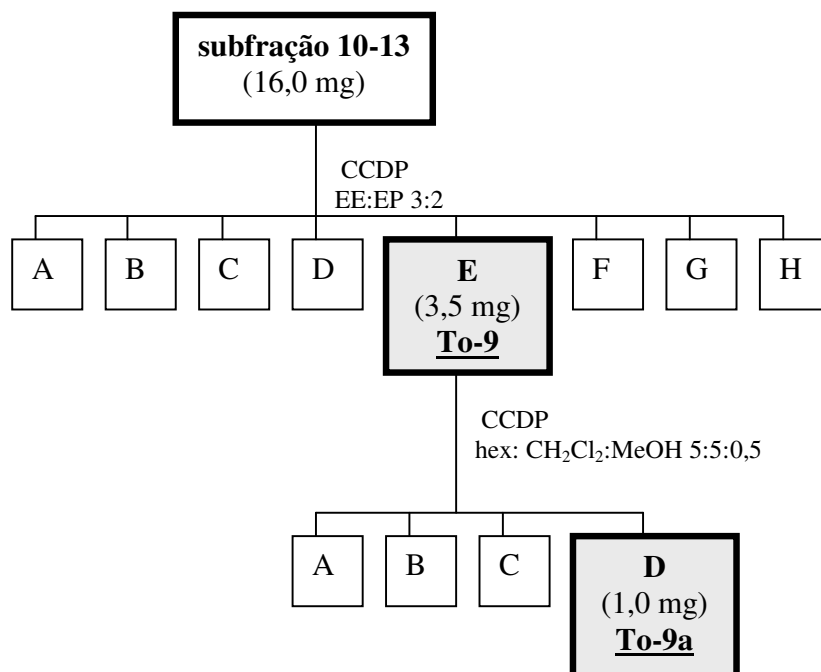 subfração 10-13
(16,0 mg)
CCDP
EE:EP 3:2
A
B
C
D
E
(3,5 mg)
To-9
F
G
H
CCDP
hex: CH₂Cl₂:MeOH 5:5:0,5
A
B
C
D
(1,0 mg)
To-9a